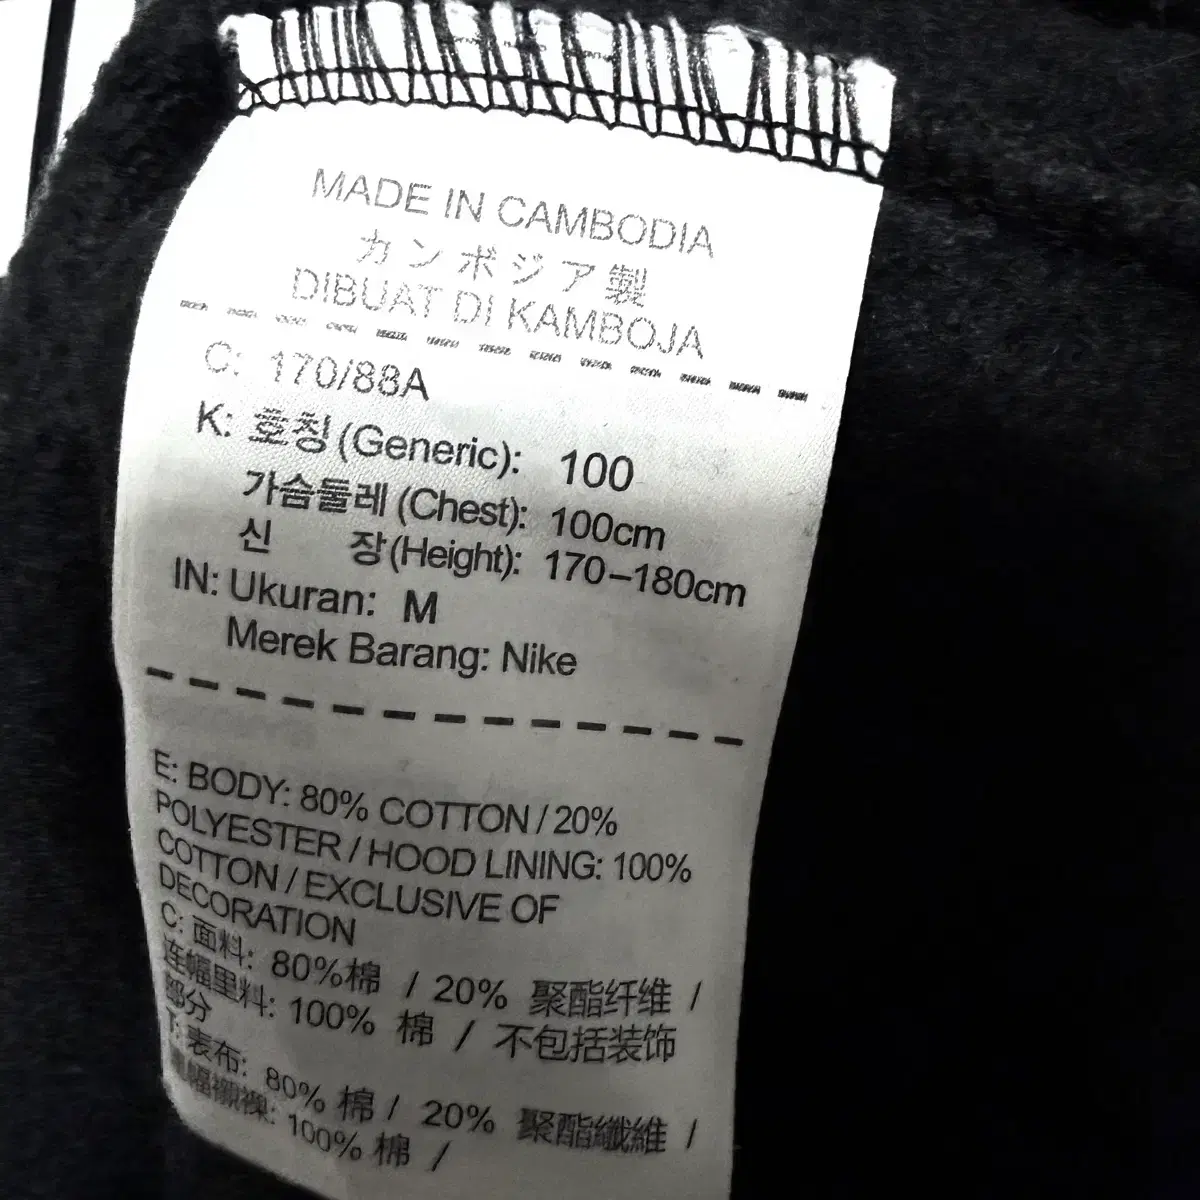 MADE IN CAMBODIA
カンボジア製
DIBUAT DI KAMBOJA
C: 170/88A
K: 호칭(Generic): 100
가슴둘레(Chest): 100cm
신 장(Height): 170–180cm
IN: Ukuran: M
Merek Barang: Nike
E: BODY: 80% COTTON / 20%
POLYESTER / HOOD LINING: 100%
COTTON / EXCLUSIVE OF
DECORATION
C: 面料: 80%棉 / 20% 聚酯纤维 /
连帽里料: 100% 棉 / 不包括装饰
部分
T: 表布: 80% 棉 / 20% 聚酯纖維 /
帽襯裸: 100% 棉 /